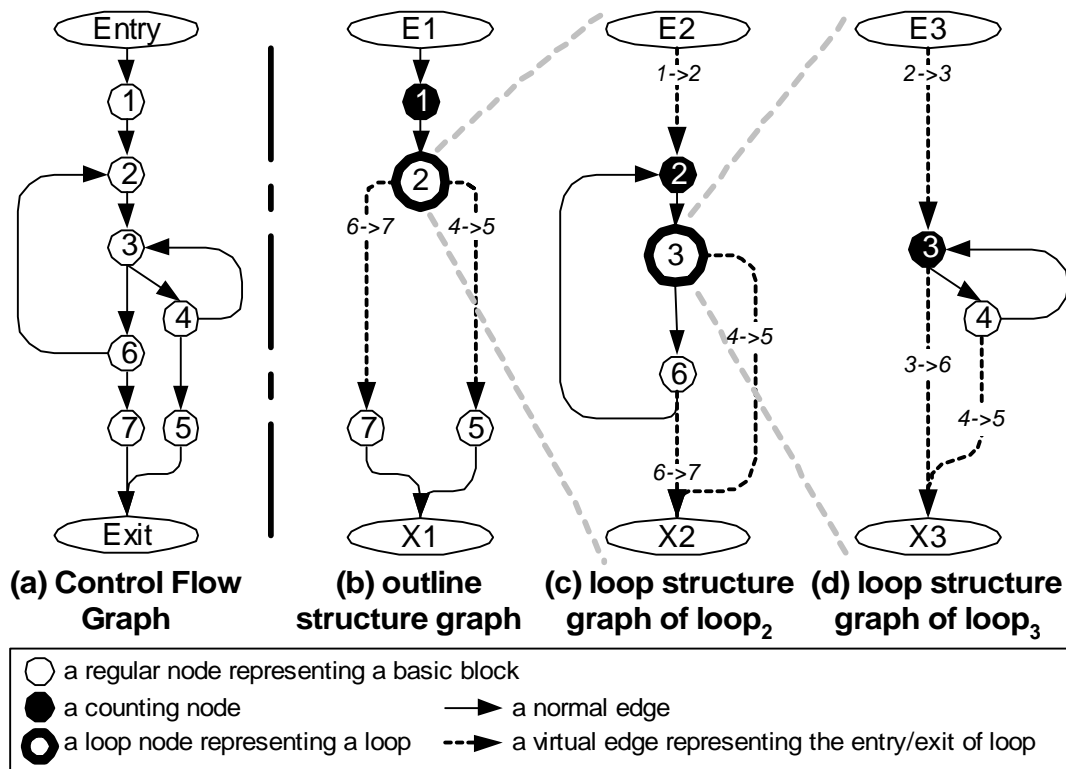 Entry E1 E2 E3
1->2 2->3
1 1
2 2 2
6->7 4->5
3 3 3
4 4
4->5
6 3->6
6
4->5
7 5 7 5
6->7
Exit X1 X2 X3
(a) Control Flow Graph
(b) outline structure graph
(c) loop structure graph of loop2
(d) loop structure graph of loop3
a regular node representing a basic block
a counting node
a normal edge
a loop node representing a loop
a virtual edge representing the entry/exit of loop